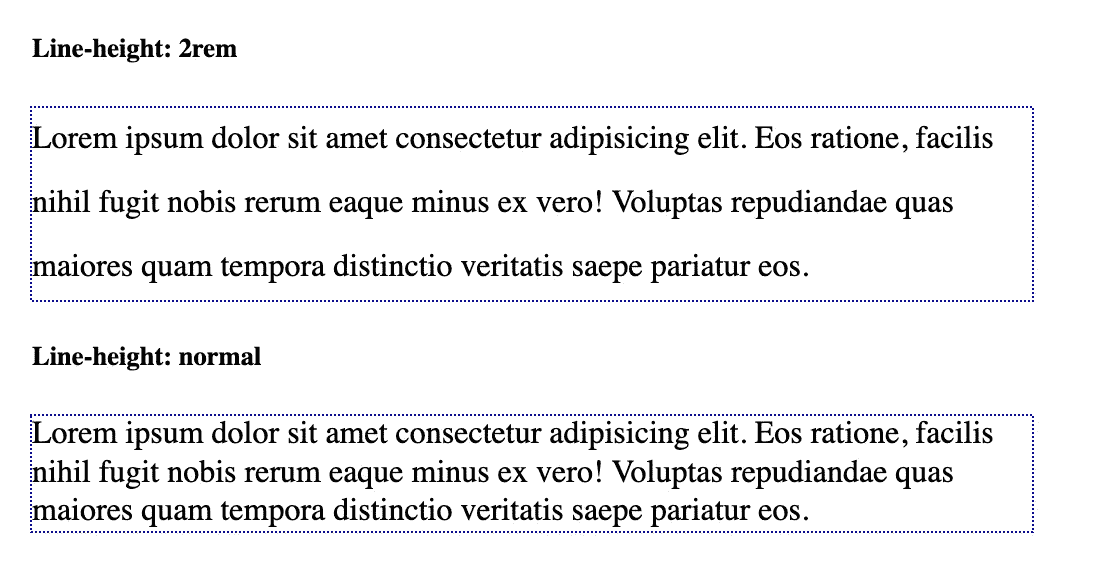 Line-height: 2rem
Lorem ipsum dolor sit amet consectetur adipisicing elit. Eos ratione, facilis
nihil fugit nobis rerum eaque minus ex vero! Voluptas repudiandae quas
maiores quam tempora distinctio veritatis saepe pariatur eos.
Line-height: normal
Lorem ipsum dolor sit amet consectetur adipisicing elit. Eos ratione, facilis
nihil fugit nobis rerum eaque minus ex vero! Voluptas repudiandae quas
maiores quam tempora distinctio veritatis saepe pariatur eos.